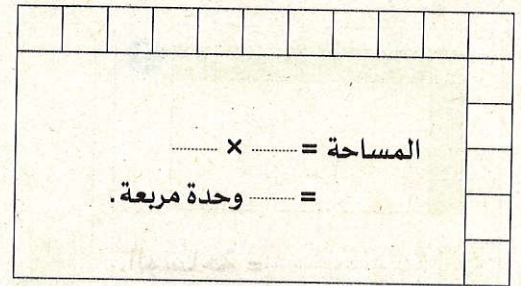 المساحة = ......... × .........
= ......... وحدة مربعة.